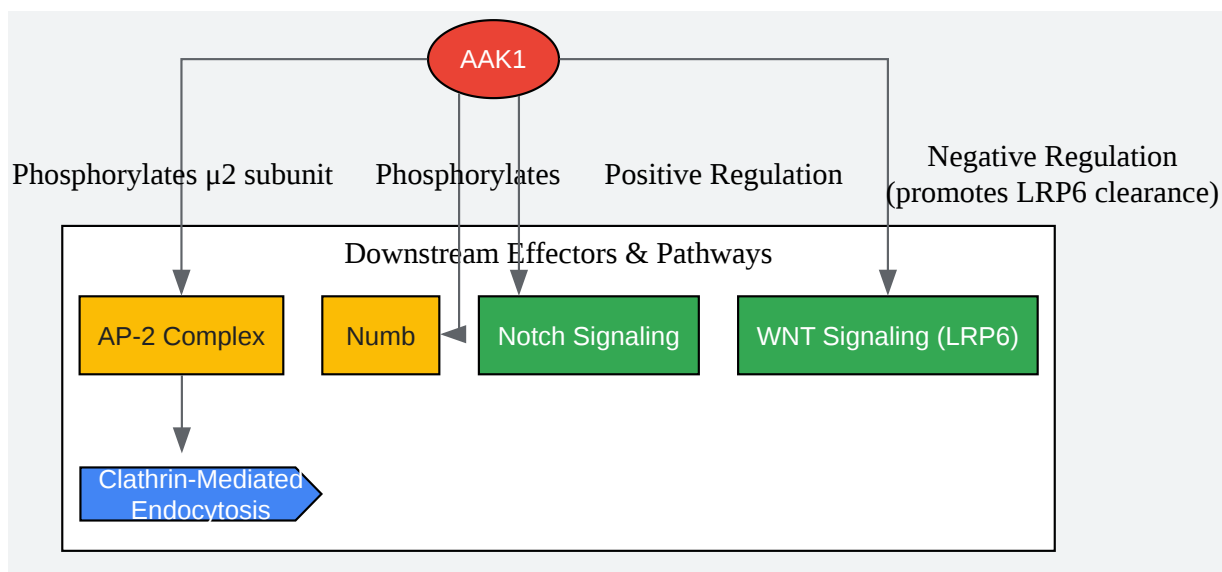 AAK1
Phosphorylates μ2 subunit
Phosphorylates
Positive Regulation
Negative Regulation
(promotes LRP6 clearance)
Downstream Effectors & Pathways
AP-2 Complex
Numb
Notch Signaling
WNT Signaling (LRP6)
Clathrin-Mediated
Endocytosis